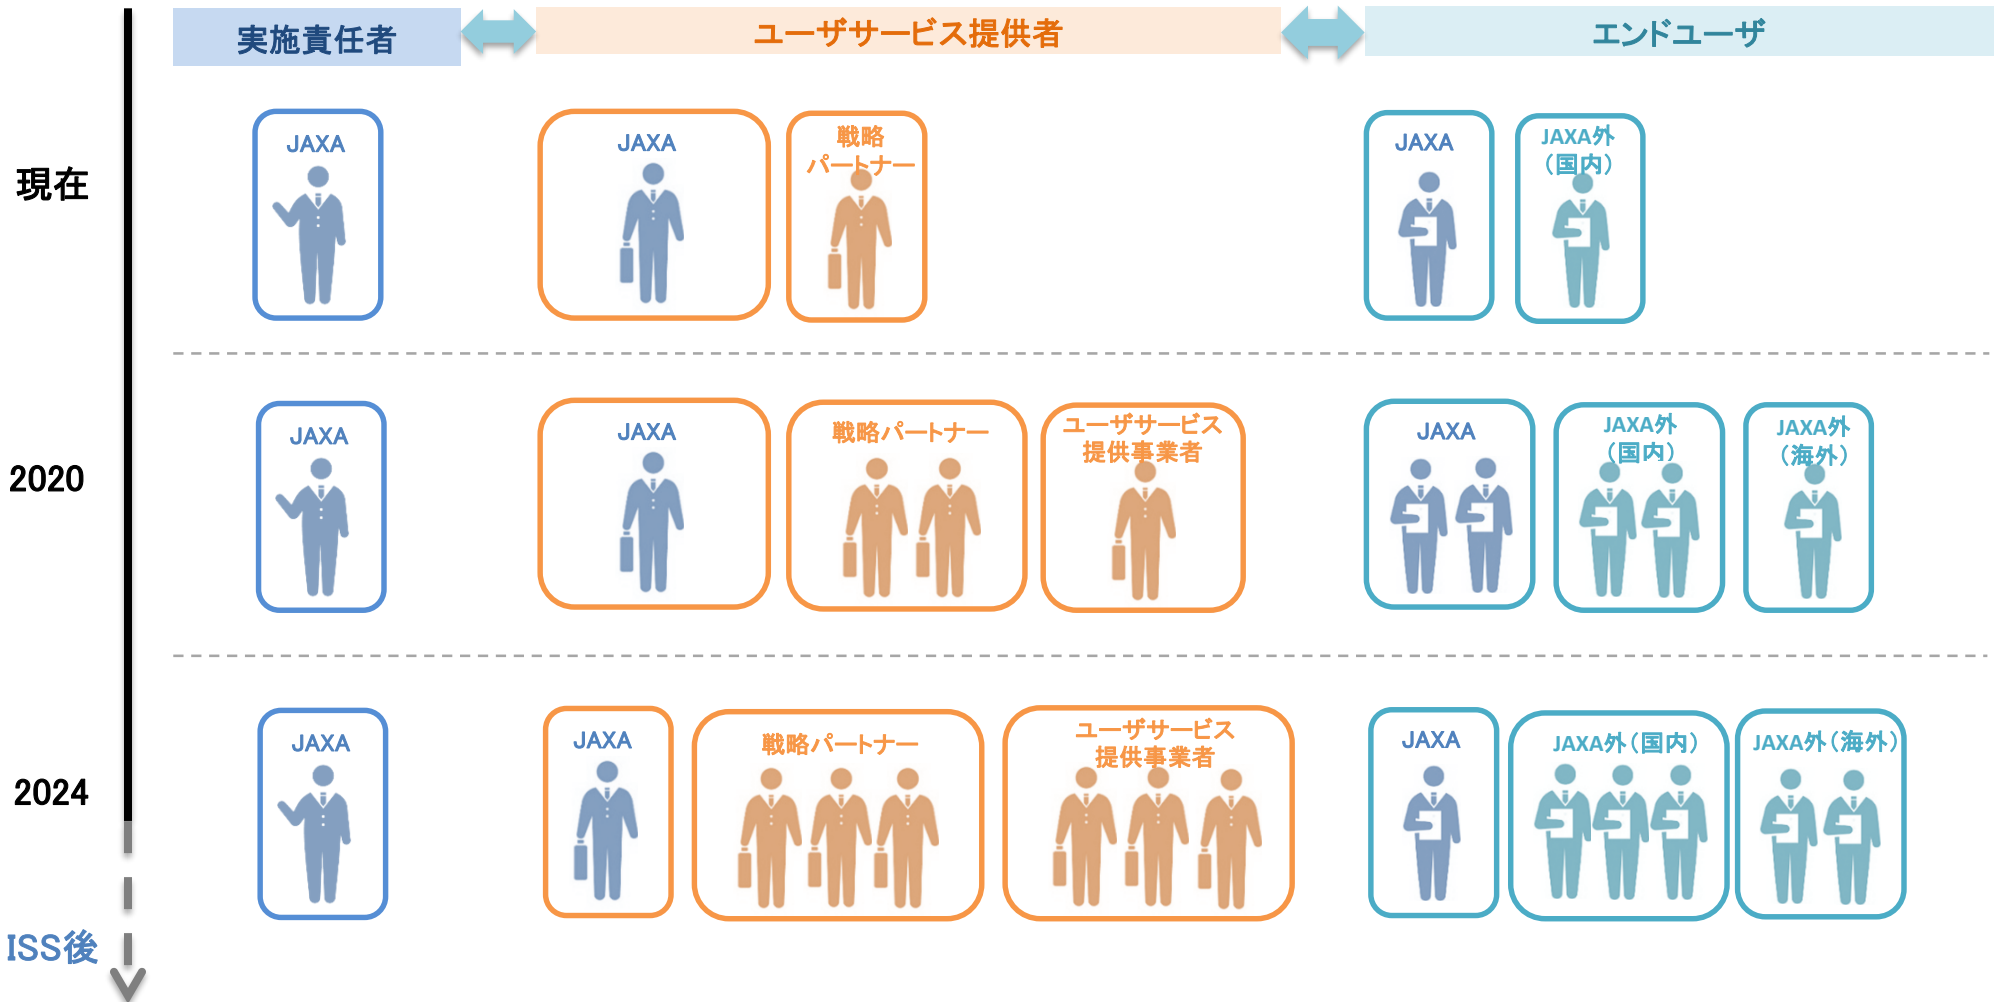 実施責任者
ユーザサービス提供者
エンドユーザ
現在
JAXA
JAXA
戦略
パートナー
JAXA
JAXA外
（国内）
2020
JAXA
JAXA
戦略パートナー
ユーザサービス
提供事業者
JAXA
JAXA外
（国内）
JAXA外
（海外）
2024
JAXA
JAXA
戦略パートナー
ユーザサービス
提供事業者
JAXA
JAXA外（国内）
JAXA外（海外）
ISS後